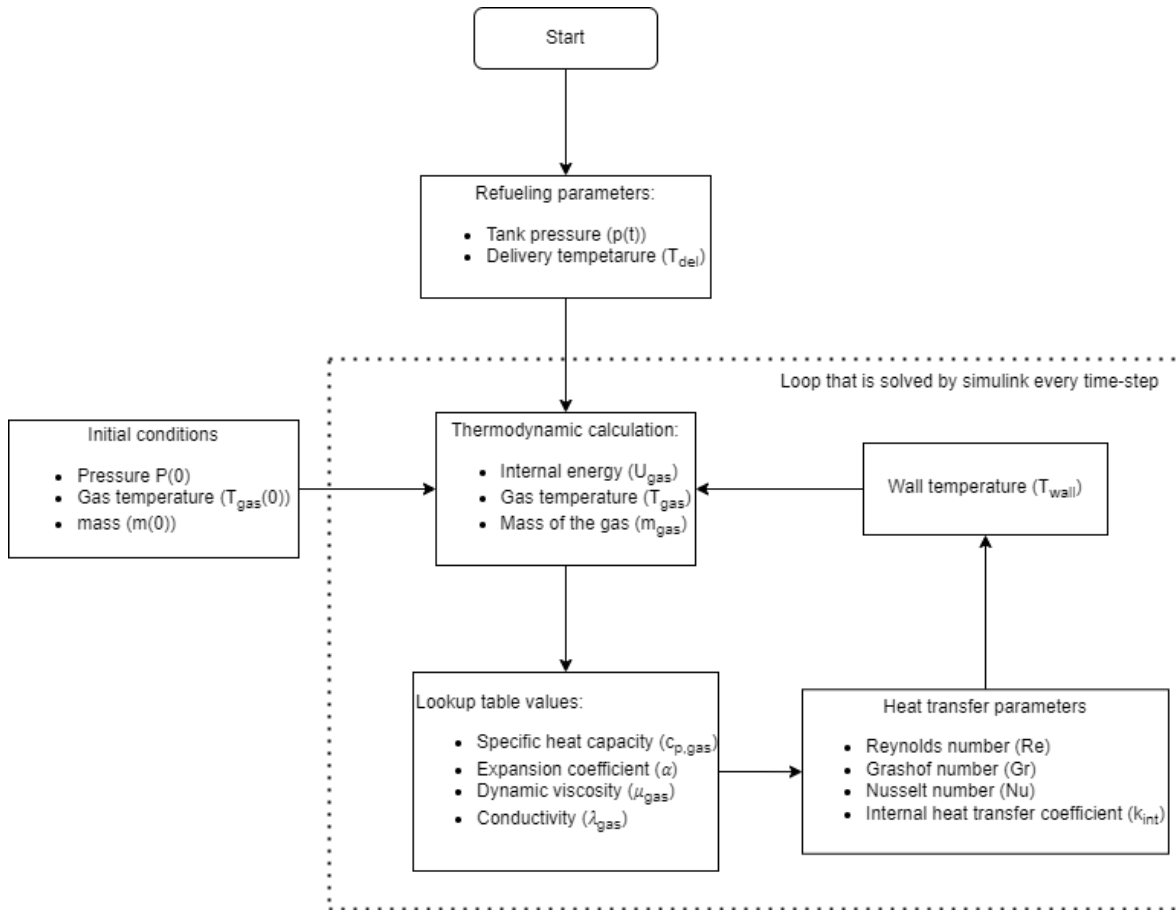 Start
Refueling parameters:
• Tank pressure (p(t))
• Delivery tempetarure (T_del)
Loop that is solved by simulink every time-step
Initial conditions
• Pressure P(0)
• Gas temperature (T_gas(0))
• mass (m(0))
Thermodynamic calculation:
• Internal energy (U_gas)
• Gas temperature (T_gas)
• Mass of the gas (m_gas)
Wall temperature (T_wall)
Lookup table values:
• Specific heat capacity (c_p,gas)
• Expansion coefficient (α)
• Dynamic viscosity (μ_gas)
• Conductivity (λ_gas)
Heat transfer parameters
• Reynolds number (Re)
• Grashof number (Gr)
• Nusselt number (Nu)
• Internal heat transfer coefficient (k_int)